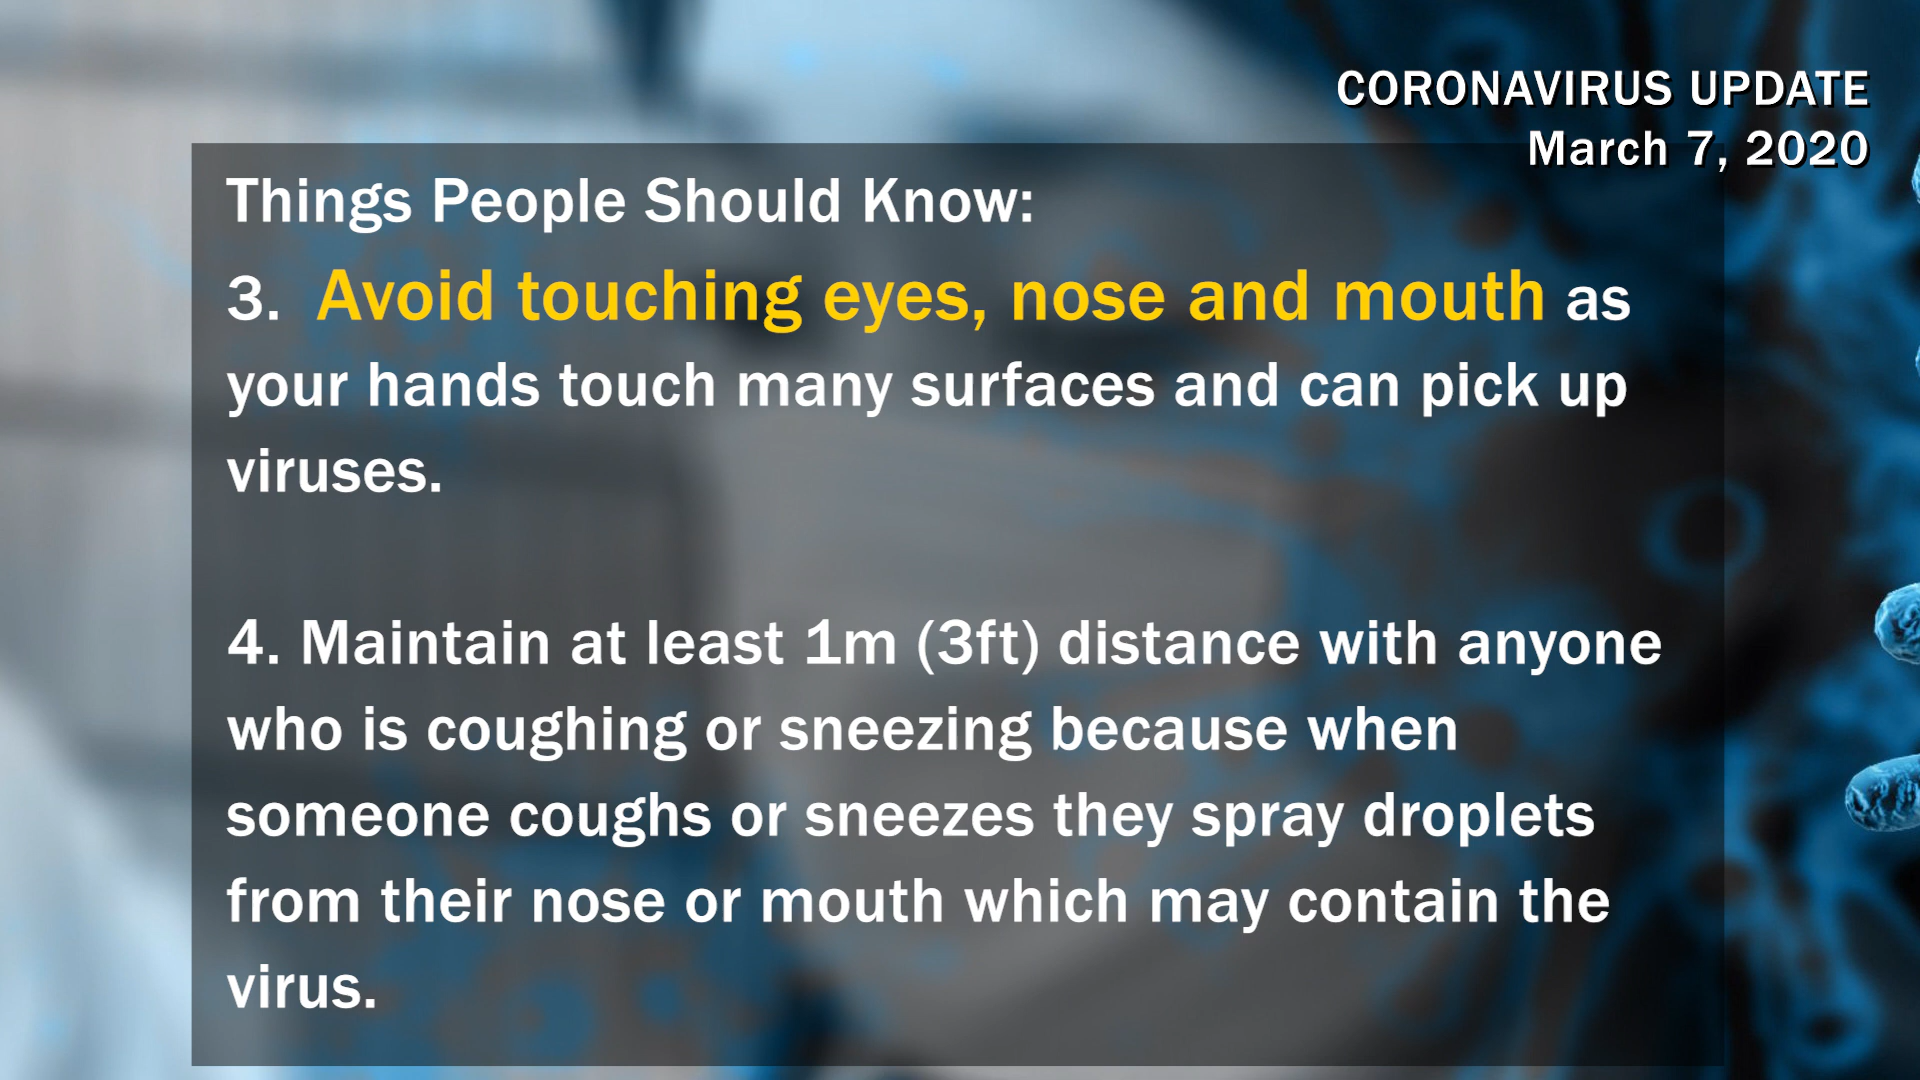 CORONAVIRUS UPDATE
March 7, 2020
Things People Should Know:
3. Avoid touching eyes, nose and mouth as
your hands touch many surfaces and can pick up
viruses.
4. Maintain at least 1m (3ft) distance with anyone
who is coughing or sneezing because when
someone coughs or sneezes they spray droplets
from their nose or mouth which may contain the
virus.